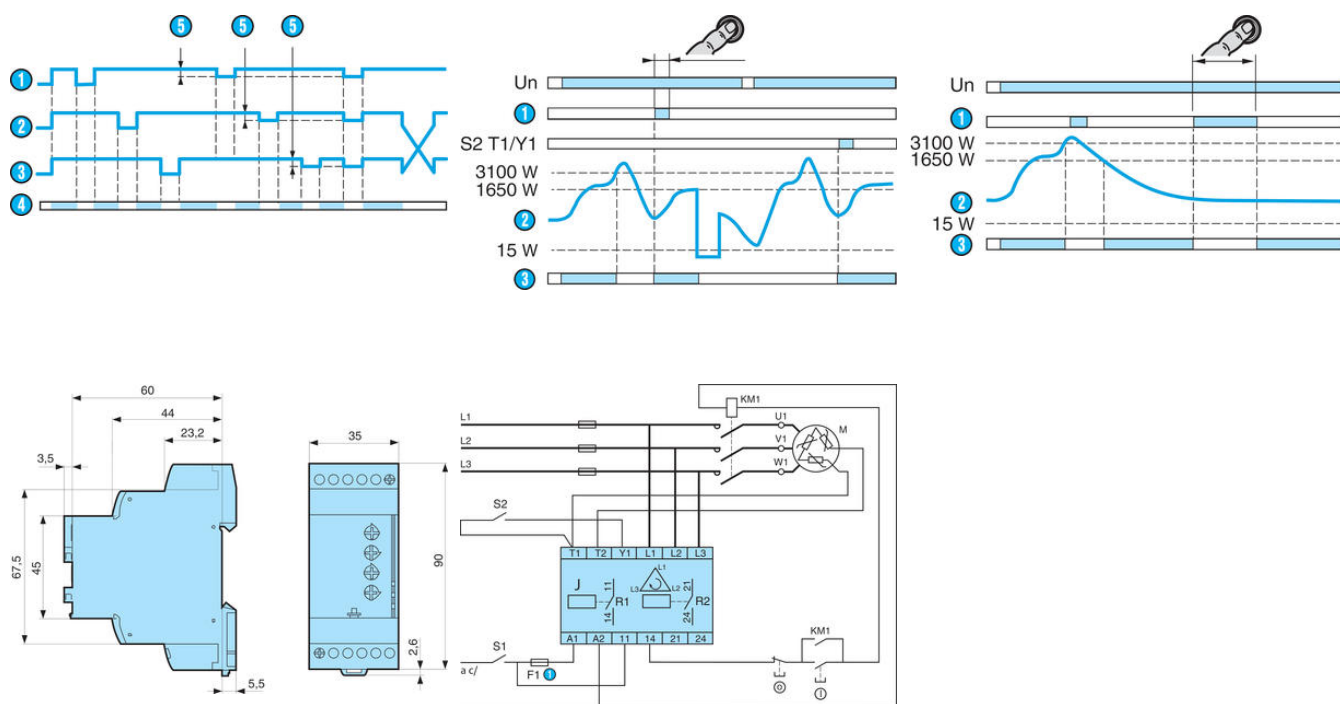 5 5 5
1
2
3
4
Un
1
S2 T1/Y1
3100 W
1650 W
2
15 W
3
Un
1
3100 W
1650 W
2
15 W
3
60
44
23,2
3,5
67,5
45
5,5
35
90
2,6
KM1
L1
L2
L3
U1
V1
W1
M
S2
T1 T2 Y1 L1 L2 L3
J
11
14
R1
L1
L3 L2
21
24
R2
A1 A2 11 14 21 24
S1
a c/
F1 1
KM1